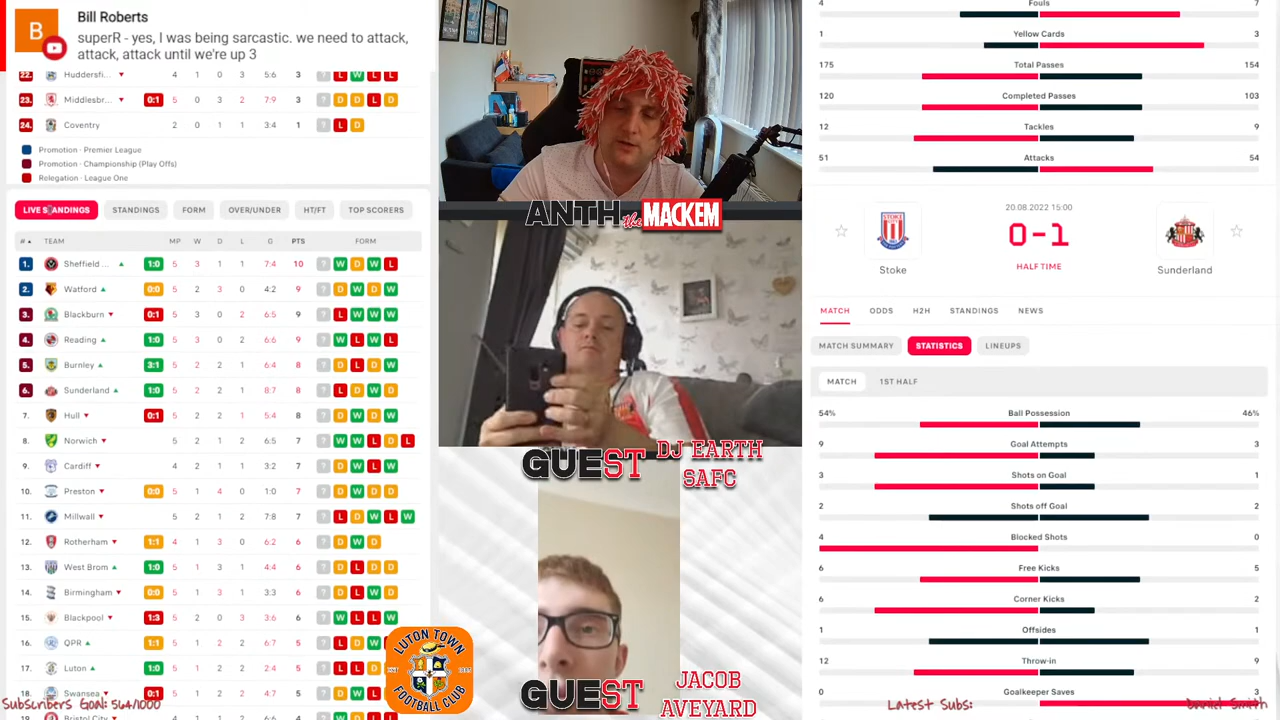 B
Bill Roberts
superR - yes, I was being sarcastic. we need to attack,
attack, attack until we're up 3
22. Huddersfi... 4 1 0 3 5:6 3 ? L W L L
23. Middlesbr... 0:1 5 0 3 2 7:9 ? D D L D
24. Coventry 2 0 1 1 3:4 1 ? L D
Promotion - Premier League
Promotion - Championship (Play Offs)
Relegation - League One
LIVE STANDINGS STANDINGS FORM OVER/UNDER HT/FT TOP SCORERS
# TEAM MP W D L G PTS FORM
1. Sheffield ... 1:0 5 3 1 1 7:4 10 ? W D W L
2. Watford 0:0 5 2 3 0 4:2 9 ? D W D W
3. Blackburn 0:1 5 3 0 2 6:5 9 ? L W W W
4. Reading 1:0 5 3 0 2 6:6 9 ? L W L W L
5. Burnley 3:1 5 6:4 8 ? D L D W
6. Sunderland 1:0 5 2 2 1 8:7 8 ? L D W D
7. Hull 0:1 5 2 2 1 5:4 8 ? D W D W
8. Norwich 5 2 1 2 6:5 7 ? W W L D L
9. Cardiff 4 2 1 1 3:2 7 ? D W L W
10. Preston 0:0 5 1 4 0 1:0 7 ? D W D D
11. Millwall 5 2 1 2 7:8 7 ? L D W L W
12. Rotherham 1:1 4 1 3 0 6:2 6 ? D W D
13. West Brom 1:0 5 1 3 1 4:4 6 ? L D D
14. Birmingham 0:0 5 3:3 6 ? D L W D
15. Blackpool 1:3 5 2 0 3 3:6 6 ? W L L W
16. QPR 1:1 5 1 2 2 6:7 5 ? L D W
17. Luton 1:0 5 1 2 2 2:4 5 ? L L D
18. Swansea 0:1 5 4:7 5 ? D W L
19. Bristol City
Subscribers Goal: 564/1000
ANTH the MACKEM
GUEST DJ EARTH
SAFC
GUEST JACOB
AVEYARD
LUTON TOWN
FOOTBALL CLUB
EST 1885
4 Fouls 7
1 Yellow Cards 3
175 Total Passes 154
120 Completed Passes 103
12 Tackles 9
51 Attacks 54
20.08.2022 15:00
0-1
HALF TIME
Stoke Sunderland
MATCH ODDS H2H STANDINGS NEWS
MATCH SUMMARY STATISTICS LINEUPS
MATCH 1ST HALF
54% Ball Possession 46%
9 Goal Attempts 3
3 Shots on Goal 1
2 Shots off Goal 2
4 Blocked Shots 0
6 Free Kicks 5
6 Corner Kicks 2
1 Offsides 1
12 Throw-in 9
0 Goalkeeper Saves 3
Latest Subs: Daniel Smith